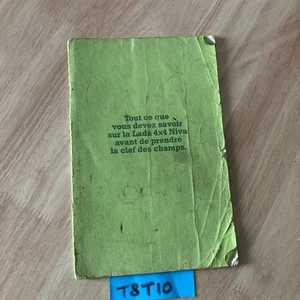 Tout ce que
vous devez savoir
sur la Lada 4x4 Niva
avant de prendre
la clef des champs.
T8T10